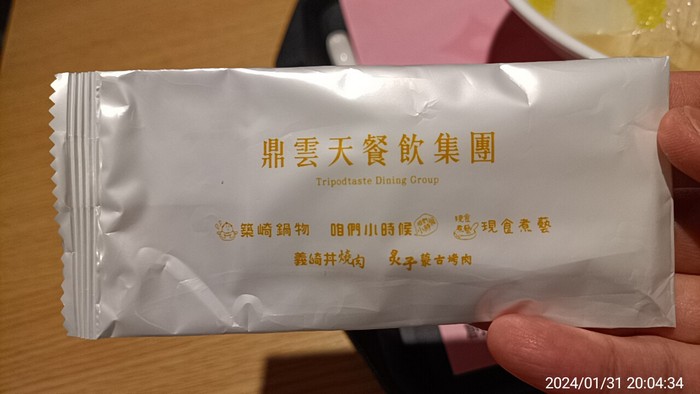 鼎雲天餐飲集團
Tripodtaste Dining Group
築崎鍋物 咱們小時候 現食煮藝
義崎丼燒肉 炙子蒙古烤肉
2024/01/31 20:04:34